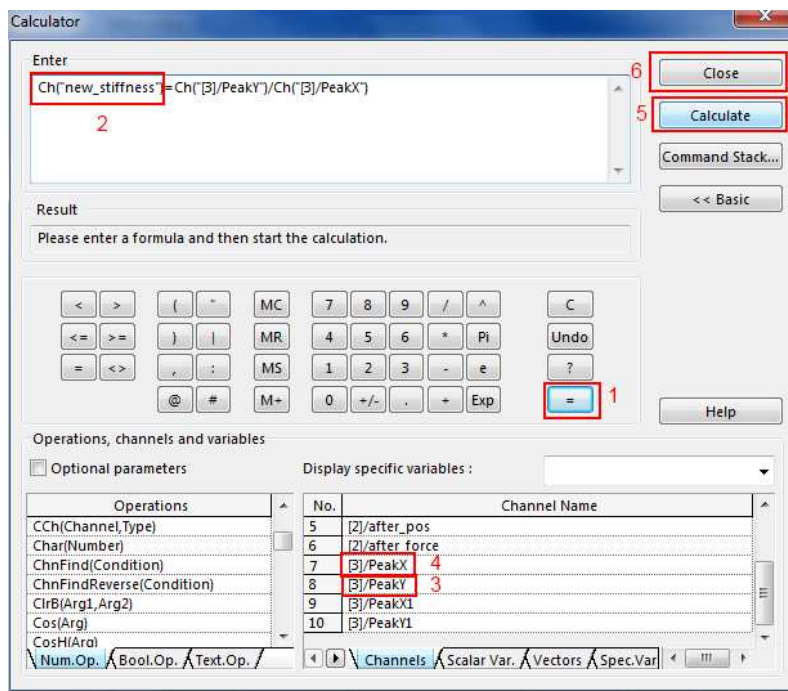 Calculator
X
Enter
Ch("new_stiffness")=Ch("[3]/PeakY")/Ch("[3]/PeakX")
2
6 Close
5 Calculate
Command Stack...
<< Basic
Result
Please enter a formula and then start the calculation.
< > ( " MC 7 8 9 / ^ C
<= >= ) | MR 4 5 6 * Pi Undo
= <> , : MS 1 2 3 - e ?
@ # M+ 0 +/- . + Exp = 1
Help
Operations, channels and variables
Optional parameters
Display specific variables :
Operations
CCh(Channel,Type)
Char(Number)
ChnFind(Condition)
ChnFindReverse(Condition)
ClrB(Arg1,Arg2)
Cos(Arg)
CosH(Arg)
Num.Op. Bool.Op. Text.Op.
No. Channel Name
5 [2]/after_pos
6 [2]/after_force
7 [3]/PeakX 4
8 [3]/PeakY 3
9 [3]/PeakX1
10 [3]/PeakY1
Channels Scalar Var. Vectors Spec.Var